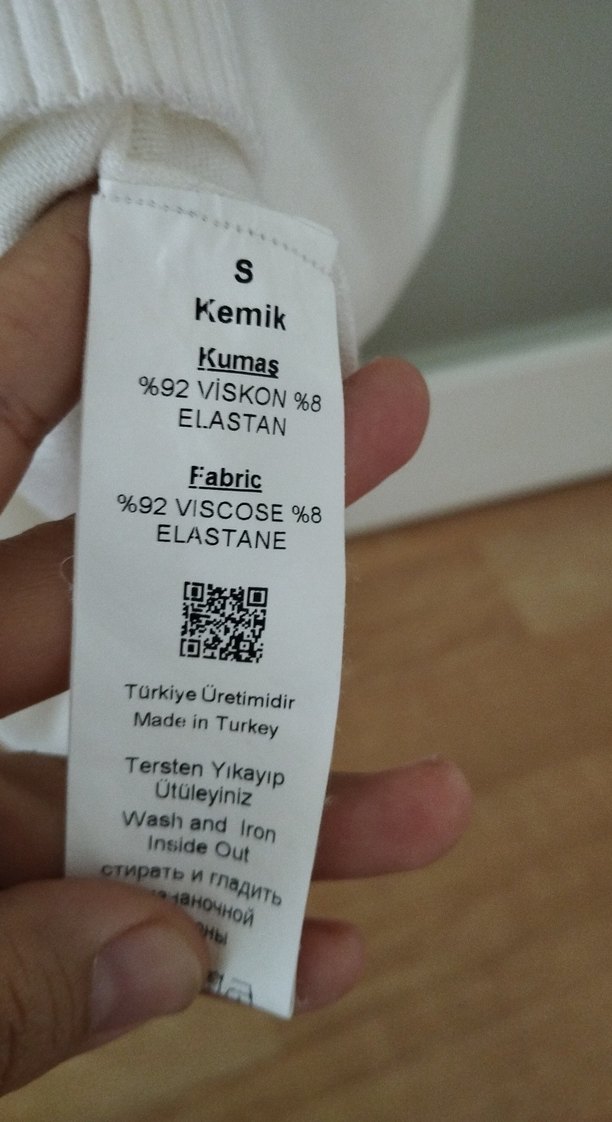 S
Kemik
Kumaş
%92 VİSKON %8
ELASTAN
Fabric
%92 VISCOSE %8
ELASTANE
Türkiye Üretimidir
Made in Turkey
Tersten Yıkayıp
Ütüleyiniz
Wash and Iron
Inside Out
стирать и гладить